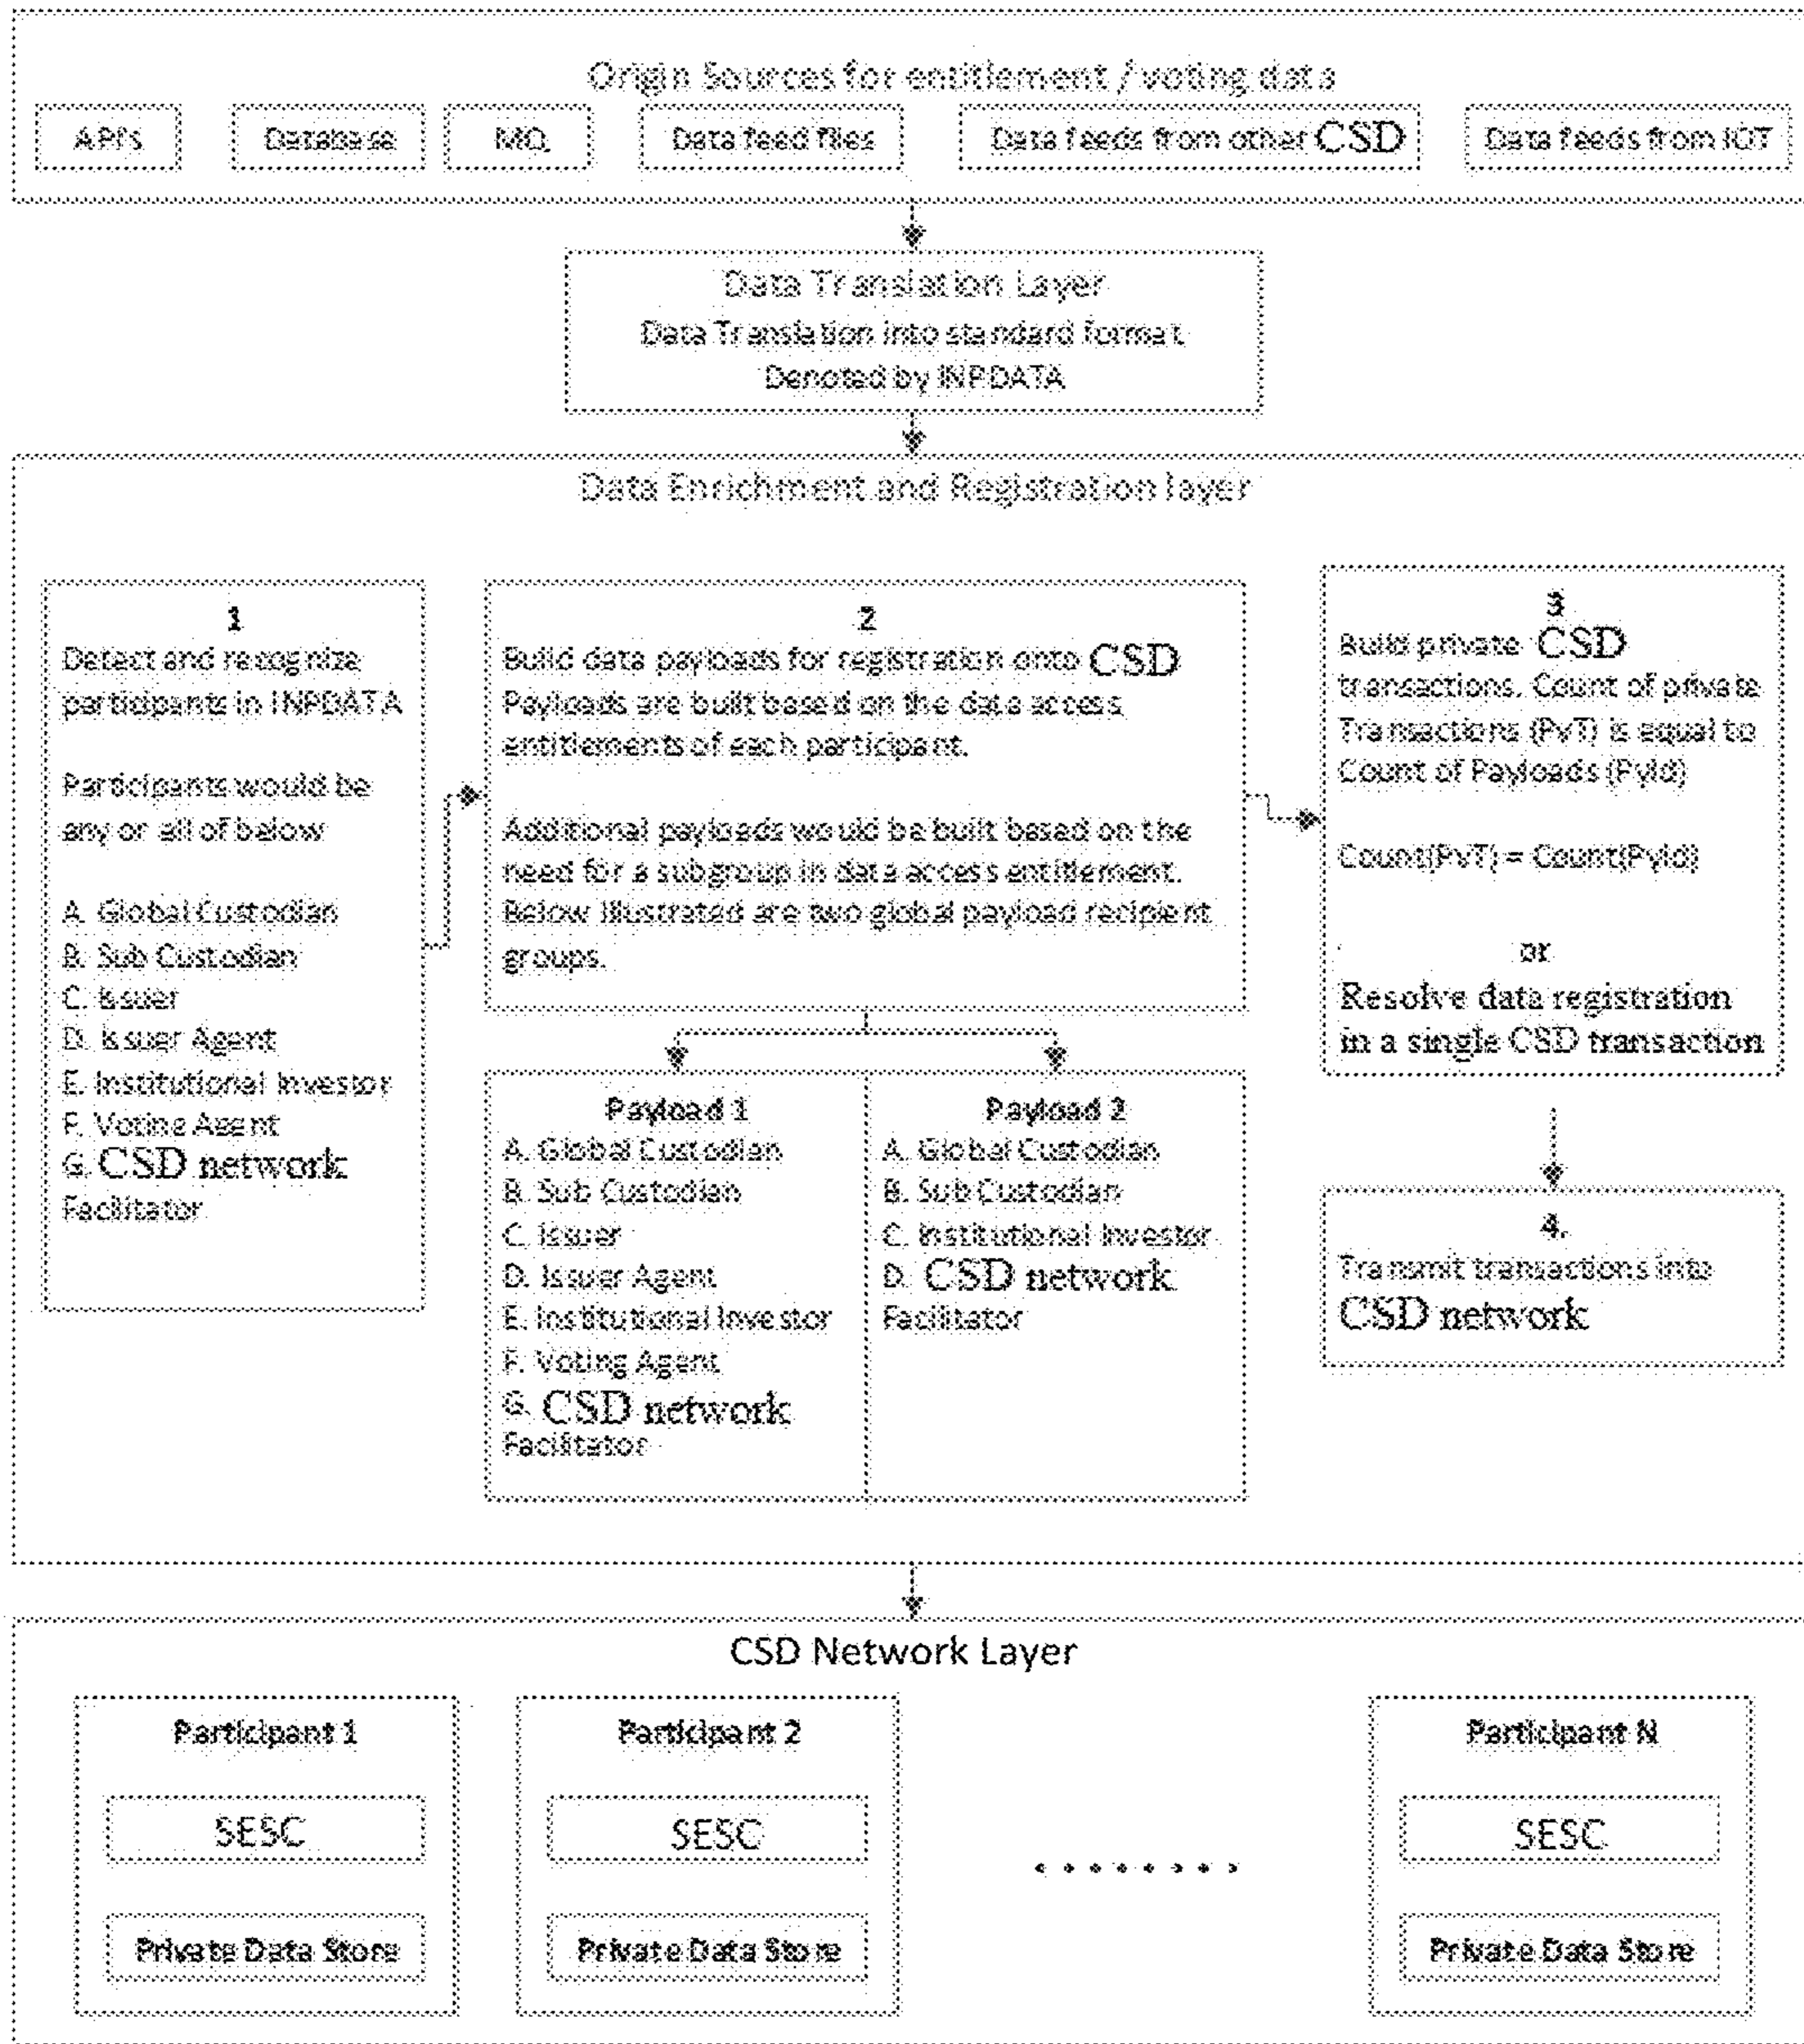 Origin Sources for entitlement / voting data
API's
Database
MQ
Data feed files
Data feeds from other CSD
Data feeds from IOT
Data Translation Layer
Data Translation into standard format
Denoted by INPDATA
Data Enrichment and Registration layer
1
Detect and recognize
participants in INPDATA
Participants would be
any or all of below
A. Global Custodian
B. Sub Custodian
C. Issuer
D. Issuer Agent
E. Institutional Investor
F. Voting Agent
G. CSD network
Facilitator
2
Build data payloads for registration onto CSD
Payloads are built based on the data access
entitlements of each participant.
Additional payloads would be built based on the
need for a subgroup in data access entitlement.
Below illustrated are two global payload recipient
groups.
Payload 1
A. Global Custodian
B. Sub Custodian
C. Issuer
D. Issuer Agent
E. Institutional Investor
F. Voting Agent
G. CSD network
Facilitator
Payload 2
A. Global Custodian
B. Sub Custodian
C. Institutional Investor
D. CSD network
Facilitator
3
Build private CSD
transactions. Count of private
Transactions (PvT) is equal to
Count of Payloads (Pyld)
Count(PvT) = Count(Pyld)
or
Resolve data registration
in a single CSD transaction
4.
Transmit transactions into
CSD network
CSD Network Layer
Participant 1
SESC
Private Data Store
Participant 2
SESC
Private Data Store
Participant N
SESC
Private Data Store